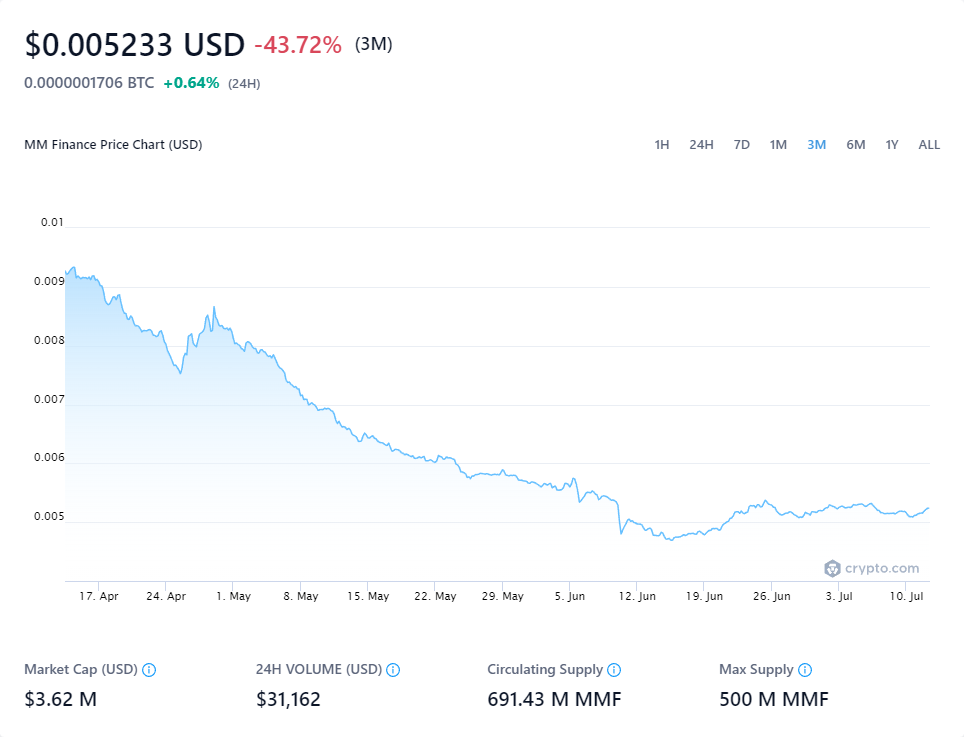 $0.005233 USD -43.72% (3M)
0.0000001706 BTC +0.64% (24H)
MM Finance Price Chart (USD)
1H 24H 7D 1M 3M 6M 1Y ALL
0.01
0.009
0.008
0.007
0.006
0.005
crypto.com
17. Apr 24. Apr 1. May 8. May 15. May 22. May 29. May 5. Jun 12. Jun 19. Jun 26. Jun 3. Jul 10. Jul
Market Cap (USD) 24H VOLUME (USD) Circulating Supply Max Supply
$3.62 M $31,162 691.43 M MMF 500 M MMF